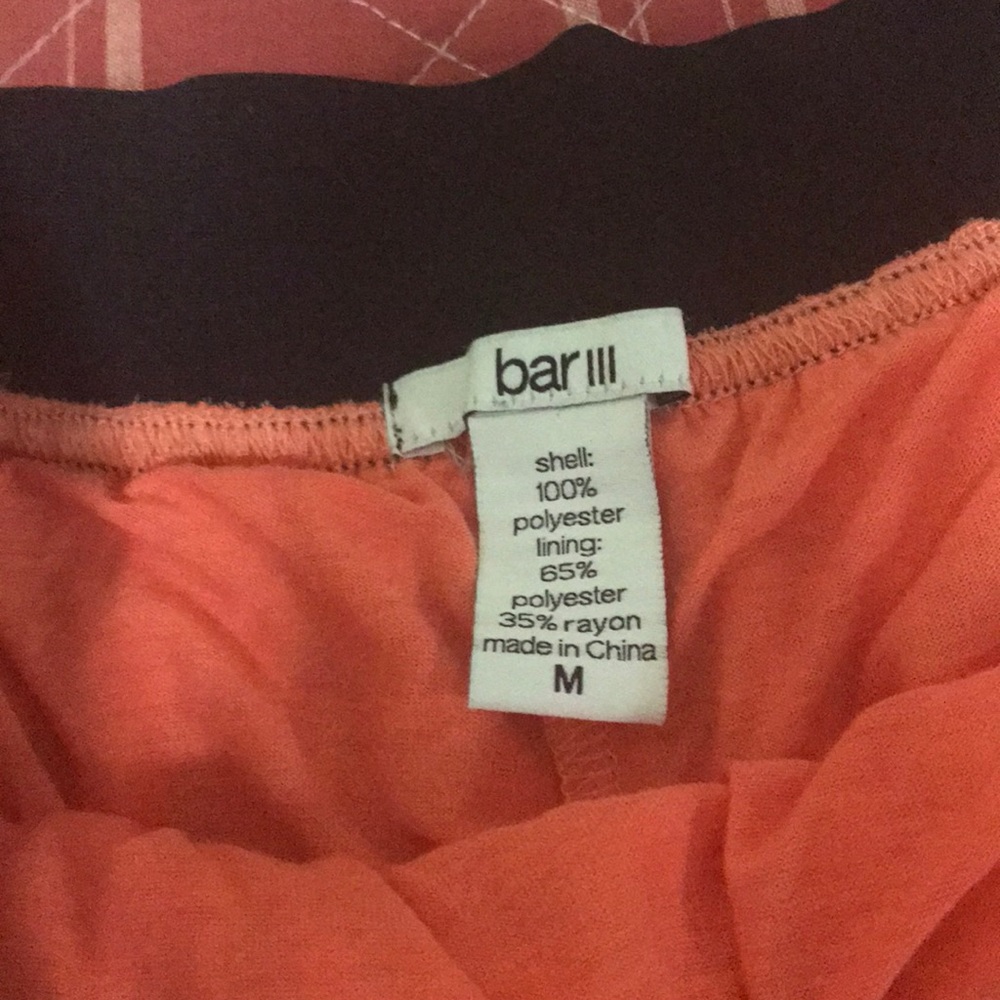 bar III
shell:
100%
polyester
lining:
65%
polyester
35% rayon
made in China
M